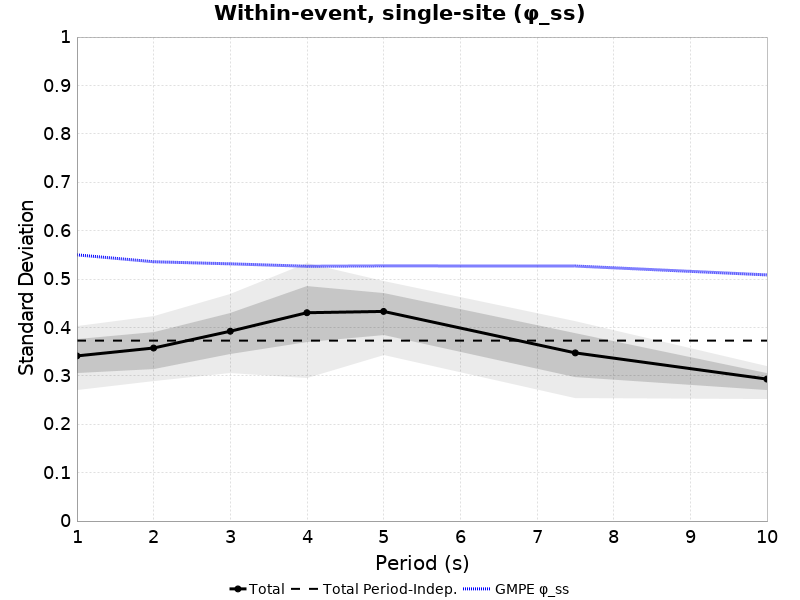 Within-event, single-site (φ_ss)
Standard Deviation
1
0.9
0.8
0.7
0.6
0.5
0.4
0.3
0.2
0.1
0
1 2 3 4 5 6 7 8 9 10
Period (s)
Total Total Period-Indep. GMPE φ_ss